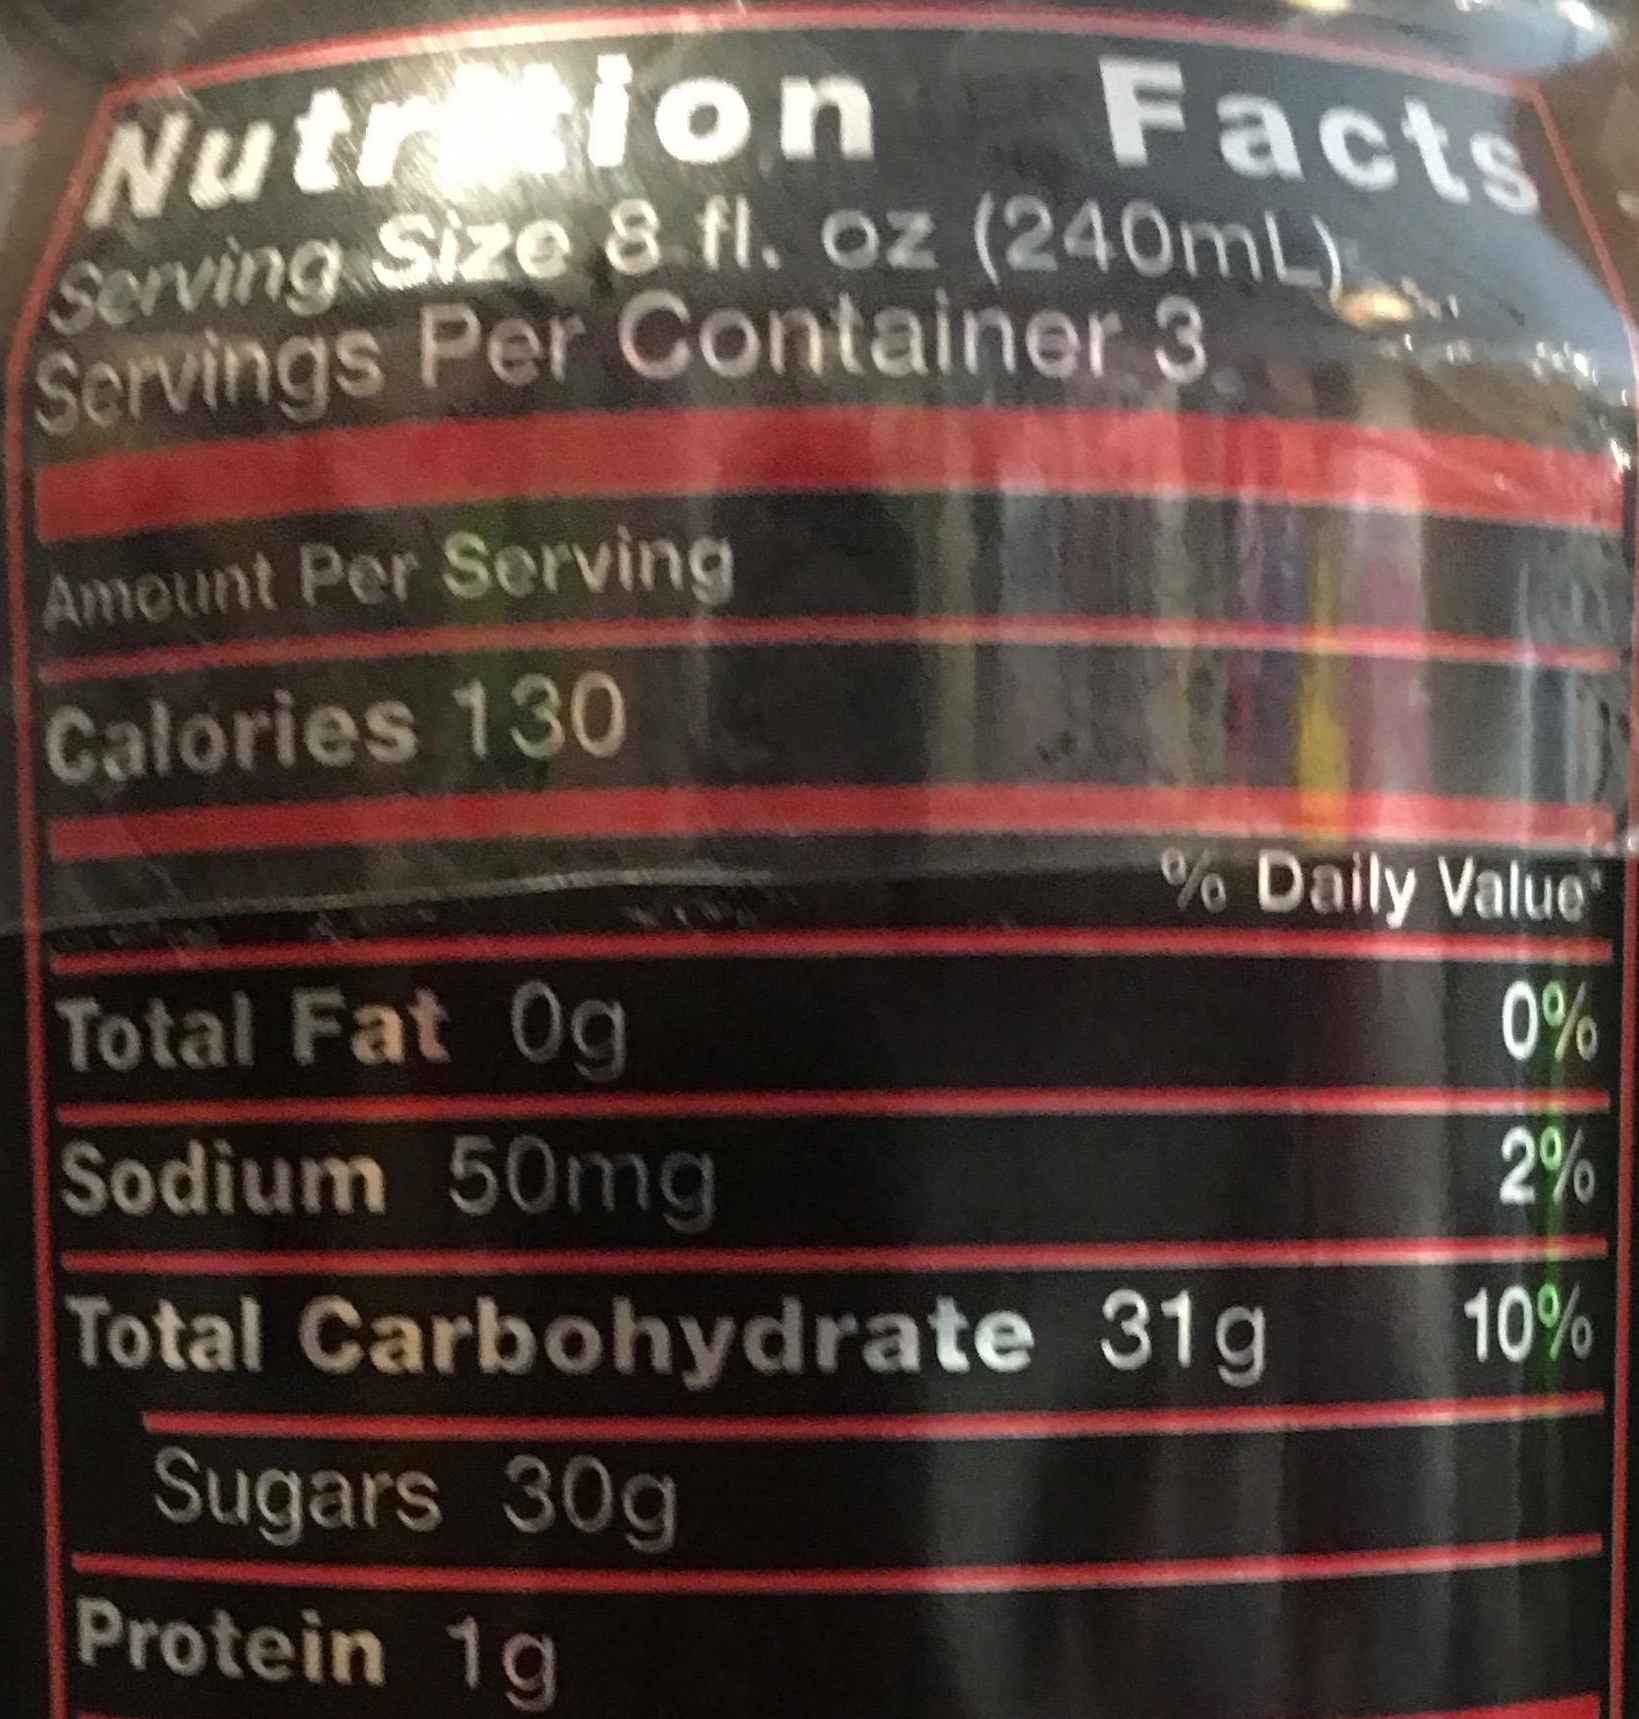 Nutrition Facts
Serving Size 8 fl. oz (240mL)
Servings Per Container 3
Amount Per Serving
Calories 130
% Daily Value*
Total Fat 0g 0%
Sodium 50mg 2%
Total Carbohydrate 31g 10%
Sugars 30g
Protein 1g